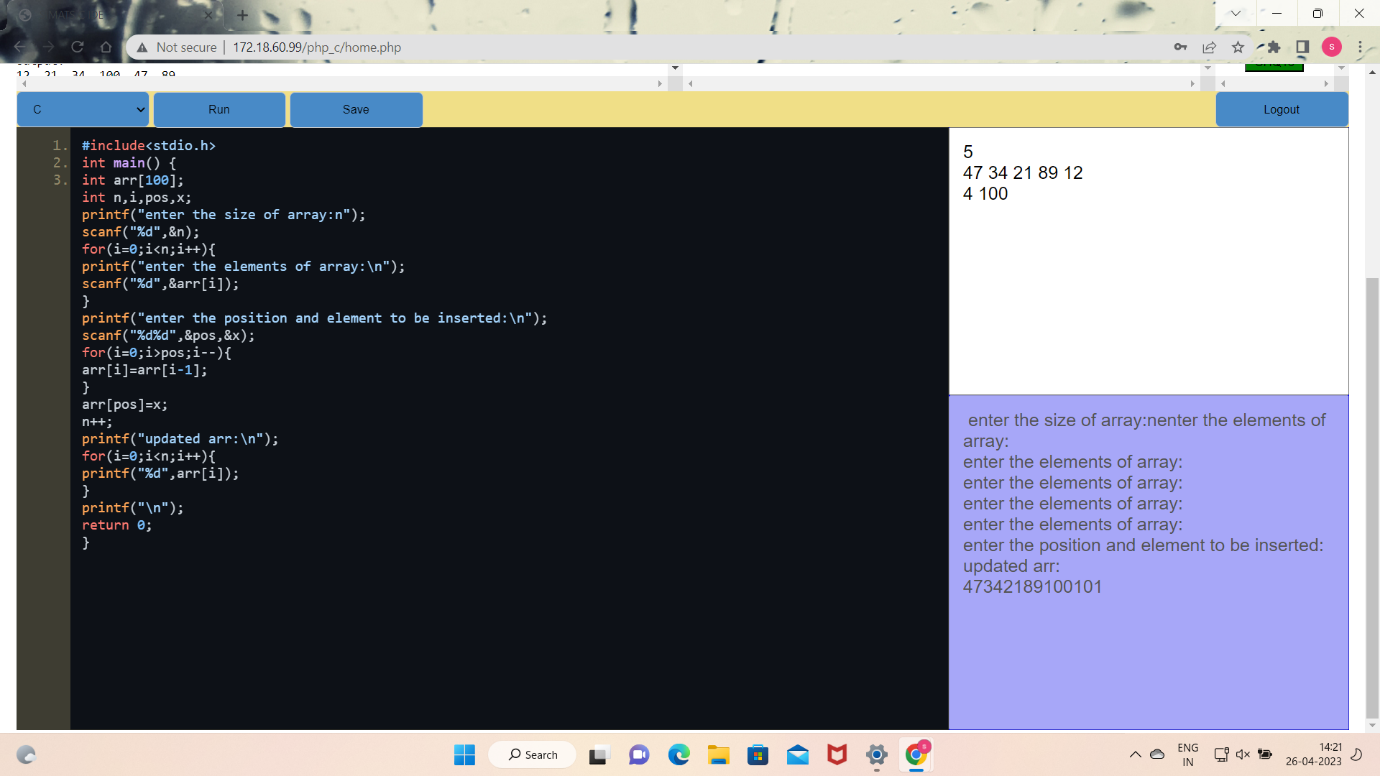 Not secure 172.18.60.99/php_c/home.php
S
12 21 34 100 47 89
C Run Save Logout
1. #include<stdio.h>
2. int main() {
3. int arr[100];
int n,i,pos,x;
printf("enter the size of array:n");
scanf("%d",&n);
for(i=0;i<n;i++){
printf("enter the elements of array:\n");
scanf("%d",&arr[i]);
}
printf("enter the position and element to be inserted:\n");
scanf("%d%d",&pos,&x);
for(i=0;i>pos;i--){
arr[i]=arr[i-1];
}
arr[pos]=x;
n++;
printf("updated arr:\n");
for(i=0;i<n;i++){
printf("%d",arr[i]);
}
printf("\n");
return 0;
}
5
47 34 21 89 12
4 100
enter the size of array:nenter the elements of
array:
enter the elements of array:
enter the elements of array:
enter the elements of array:
enter the elements of array:
enter the position and element to be inserted:
updated arr:
47342189100101
Search
ENG
IN
14:21
26-04-2023